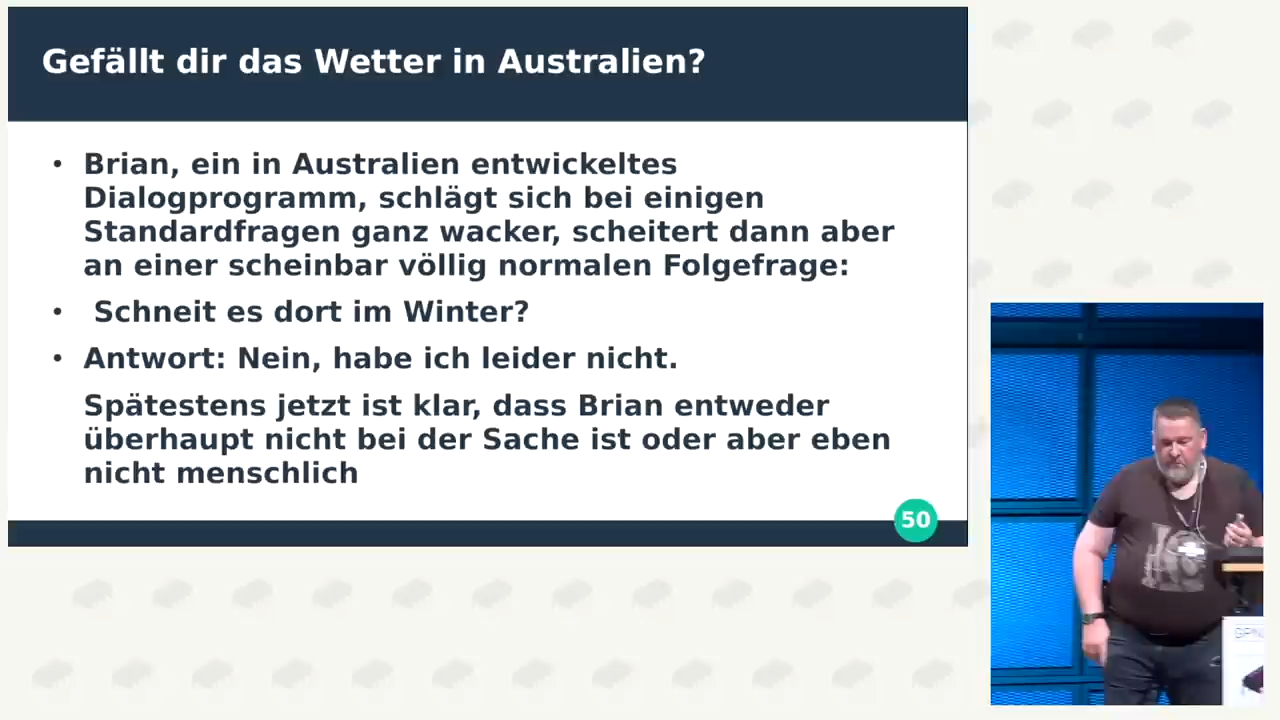 Gefällt dir das Wetter in Australien?
• Brian, ein in Australien entwickeltes
Dialogprogramm, schlägt sich bei einigen
Standardfragen ganz wacker, scheitert dann aber
an einer scheinbar völlig normalen Folgefrage:
• Schneit es dort im Winter?
• Antwort: Nein, habe ich leider nicht.
Spätestens jetzt ist klar, dass Brian entweder
überhaupt nicht bei der Sache ist oder aber eben
nicht menschlich
50